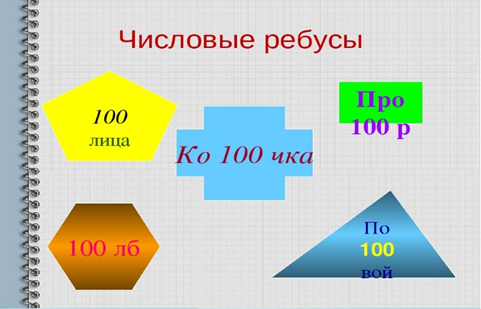 Числовые ребусы
100
лица
Ко 100 чка
Про
100 р
100 лб
По
100
вой